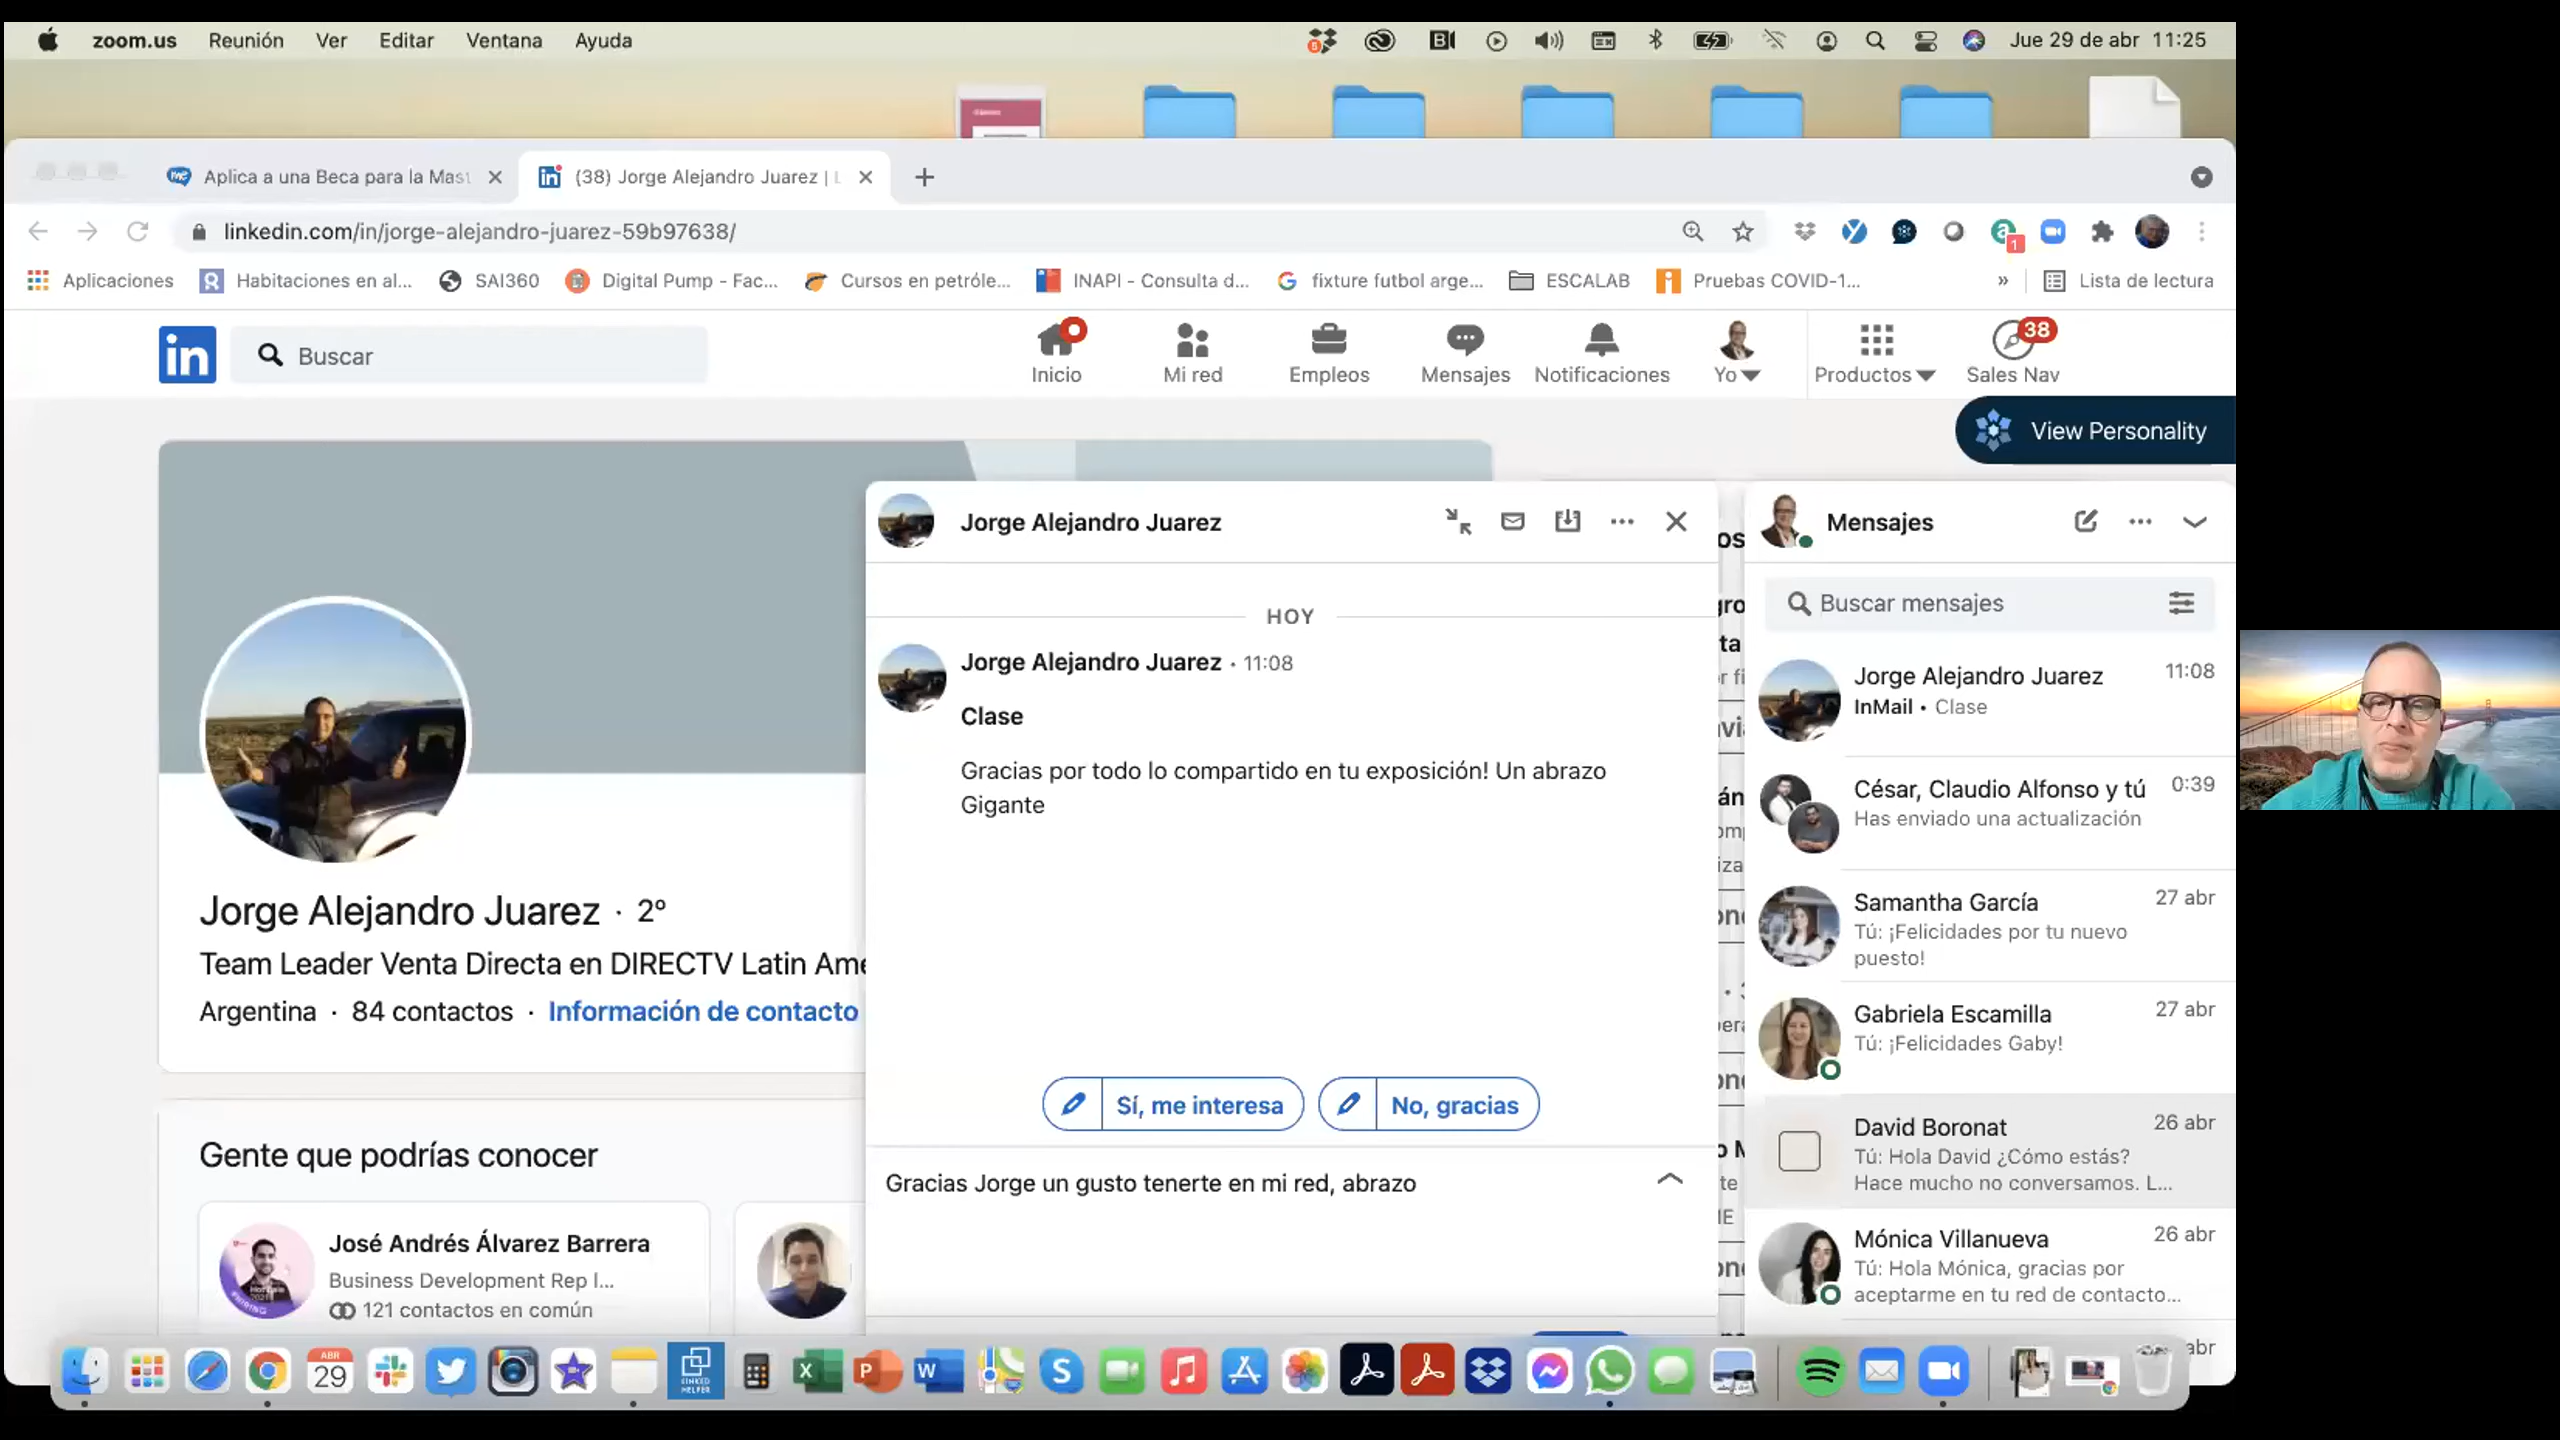 zoom.us Reunión Ver Editar Ventana Ayuda
Jue 29 de abr 11:25
Aplica a una Beca para la Mast
(38) Jorge Alejandro Juarez | L
linkedin.com/in/jorge-alejandro-juarez-59b97638/
1
Aplicaciones
Habitaciones en al...
SAI360
Digital Pump - Fac...
Cursos en petróle...
INAPI - Consulta d...
fixture futbol arge...
ESCALAB
Pruebas COVID-1...
»
Lista de lectura
in
Buscar
Inicio
Mi red
Empleos
Mensajes
Notificaciones
Yo
Productos
38
Sales Nav
View Personality
Jorge Alejandro Juarez · 2º
Team Leader Venta Directa en DIRECTV Latin Ame
Argentina · 84 contactos · Información de contacto
Gente que podrías conocer
José Andrés Álvarez Barrera
Business Development Rep I...
121 contactos en común
Jorge Alejandro Juarez
HOY
Jorge Alejandro Juarez · 11:08
Clase
Gracias por todo lo compartido en tu exposición! Un abrazo
Gigante
Sí, me interesa
No, gracias
Gracias Jorge un gusto tenerte en mi red, abrazo
Mensajes
Buscar mensajes
Jorge Alejandro Juarez 11:08
InMail • Clase
César, Claudio Alfonso y tú 0:39
Has enviado una actualización
Samantha García 27 abr
Tú: ¡Felicidades por tu nuevo
puesto!
Gabriela Escamilla 27 abr
Tú: ¡Felicidades Gaby!
David Boronat 26 abr
Tú: Hola David ¿Cómo estás?
Hace mucho no conversamos. L...
Mónica Villanueva 26 abr
Tú: Hola Mónica, gracias por
aceptarme en tu red de contacto...
abr
ABR
29
LINKED
HELPER